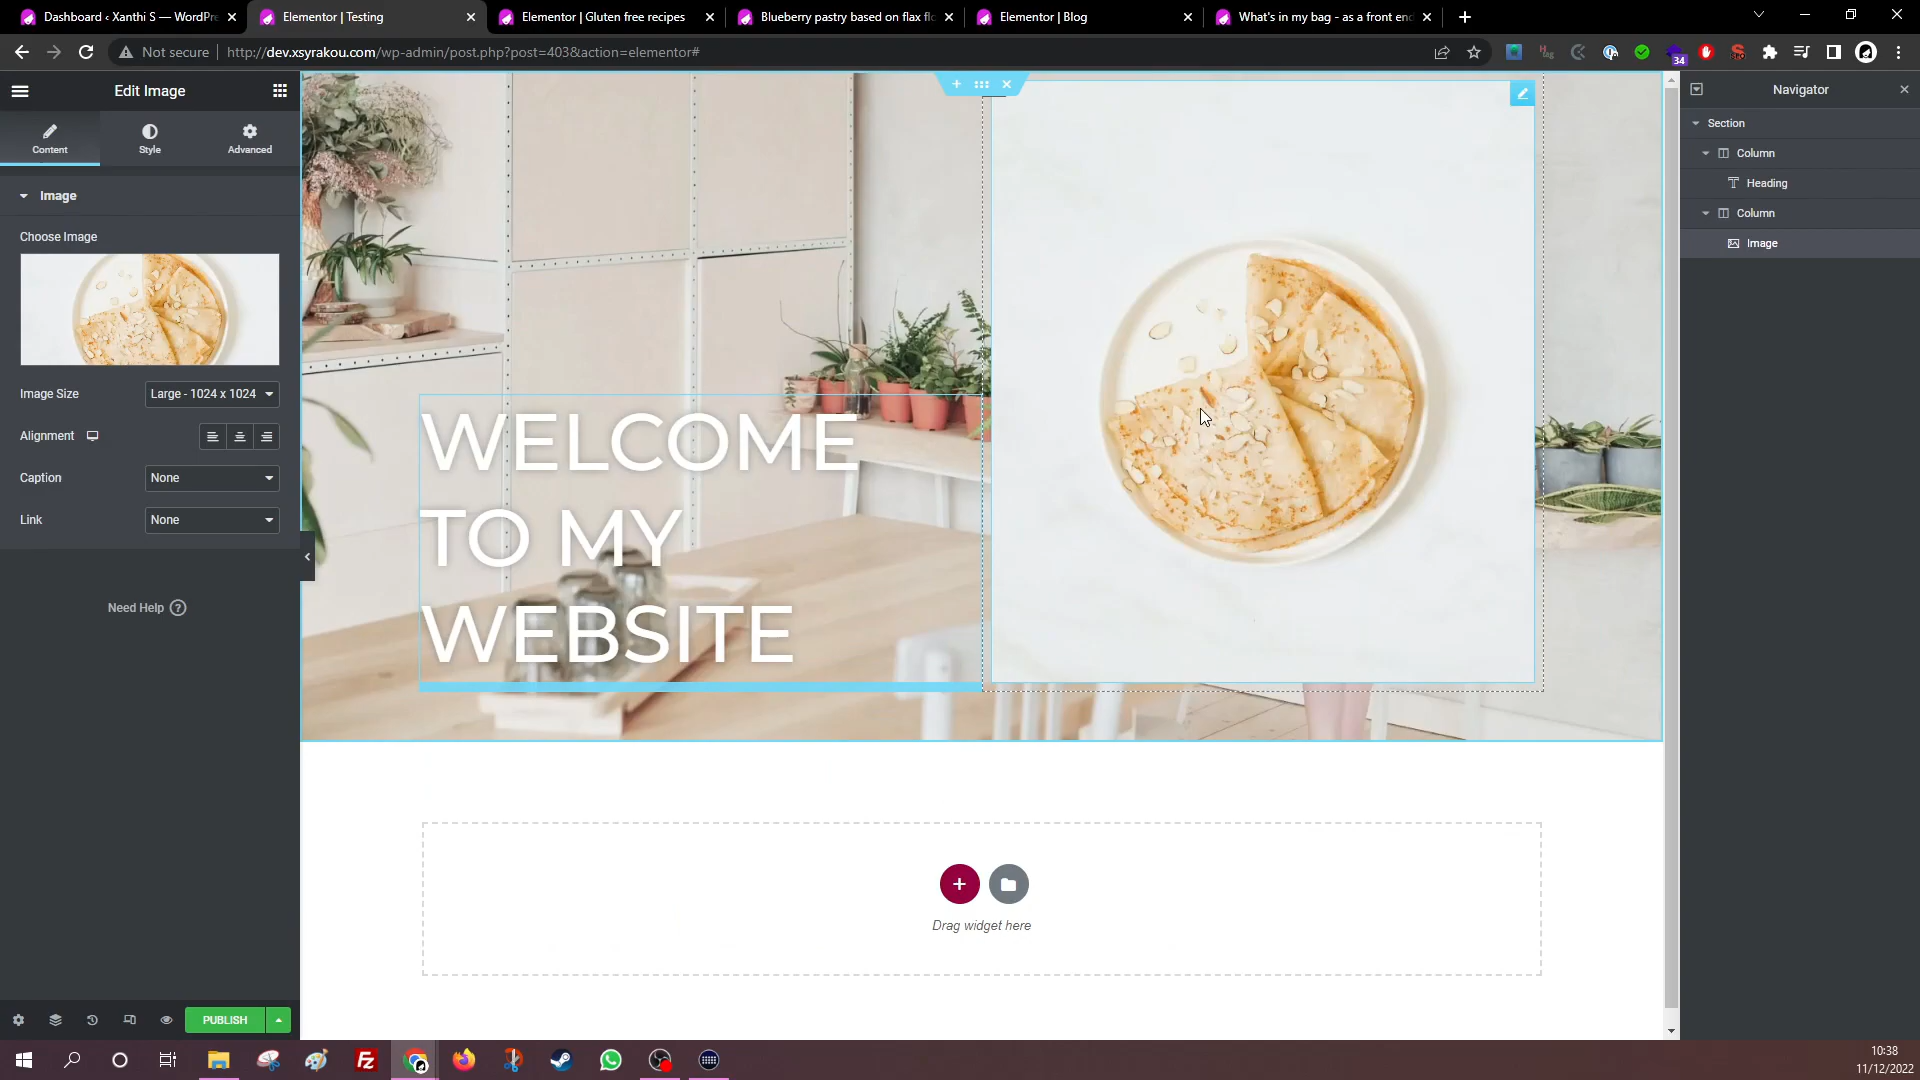 Dashboard ‹ Xanthi S — WordPre
Elementor | Testing
Elementor | Gluten free recipes
Blueberry pastry based on flax flo
Elementor | Blog
What's in my bag - as a front end
Not secure
http://dev.xsyrakou.com/wp-admin/post.php?post=403&action=elementor#
34
Edit Image
Content
Style
Advanced
Image
Choose Image
Image Size
Large - 1024 x 1024
Alignment
Caption
None
Link
None
Need Help ?
PUBLISH
WELCOME
TO MY
WEBSITE
Drag widget here
Navigator
Section
Column
Heading
Column
Image
10:38
11/12/2022